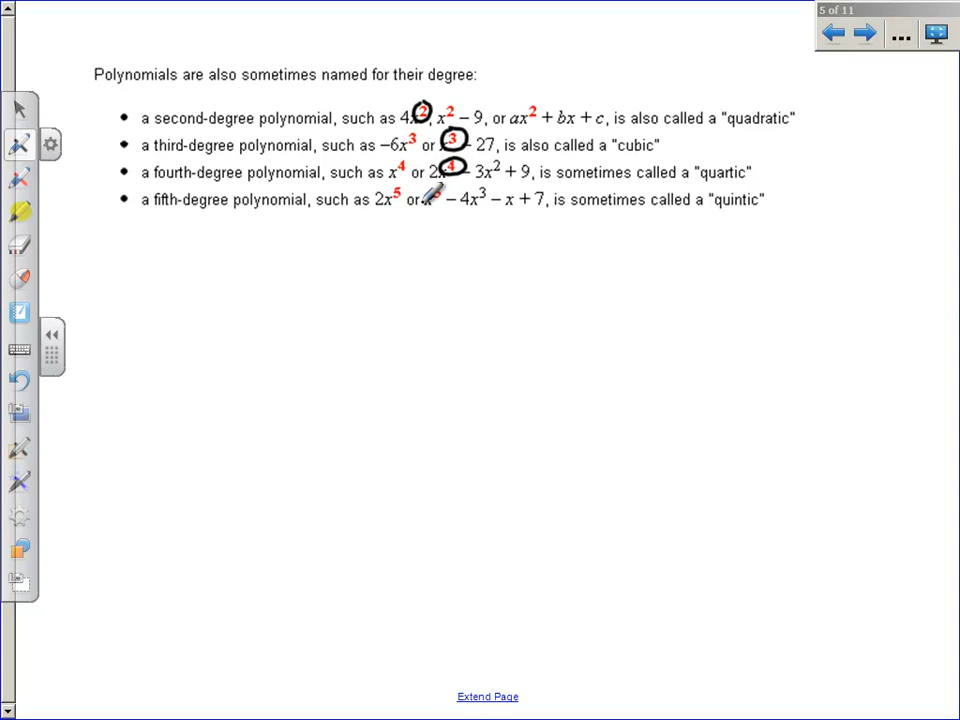 5 of 11
...
Polynomials are also sometimes named for their degree:
• a second-degree polynomial, such as 4x², x² − 9, or ax² + bx + c, is also called a "quadratic"
• a third-degree polynomial, such as −6x³ or x³ − 27, is also called a "cubic"
• a fourth-degree polynomial, such as x⁴ or 2x⁴ − 3x² + 9, is sometimes called a "quartic"
• a fifth-degree polynomial, such as 2x⁵ or x⁵ − 4x³ − x + 7, is sometimes called a "quintic"
Extend Page